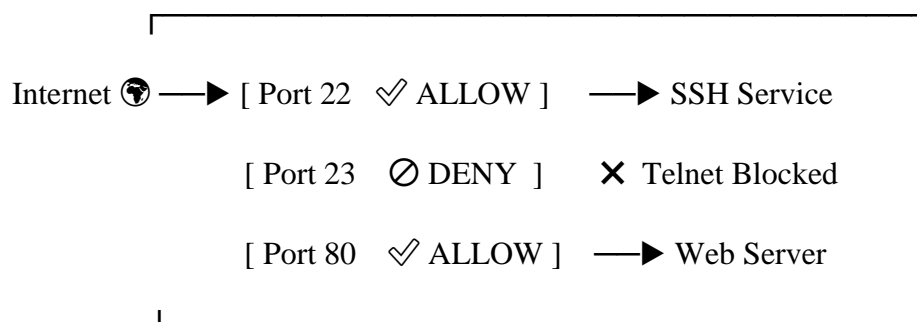 Internet 🌍 ──▶ [ Port 22 ✅ ALLOW ] ──▶ SSH Service
[ Port 23 🚫 DENY ] ❌ Telnet Blocked
[ Port 80 ✅ ALLOW ] ──▶ Web Server